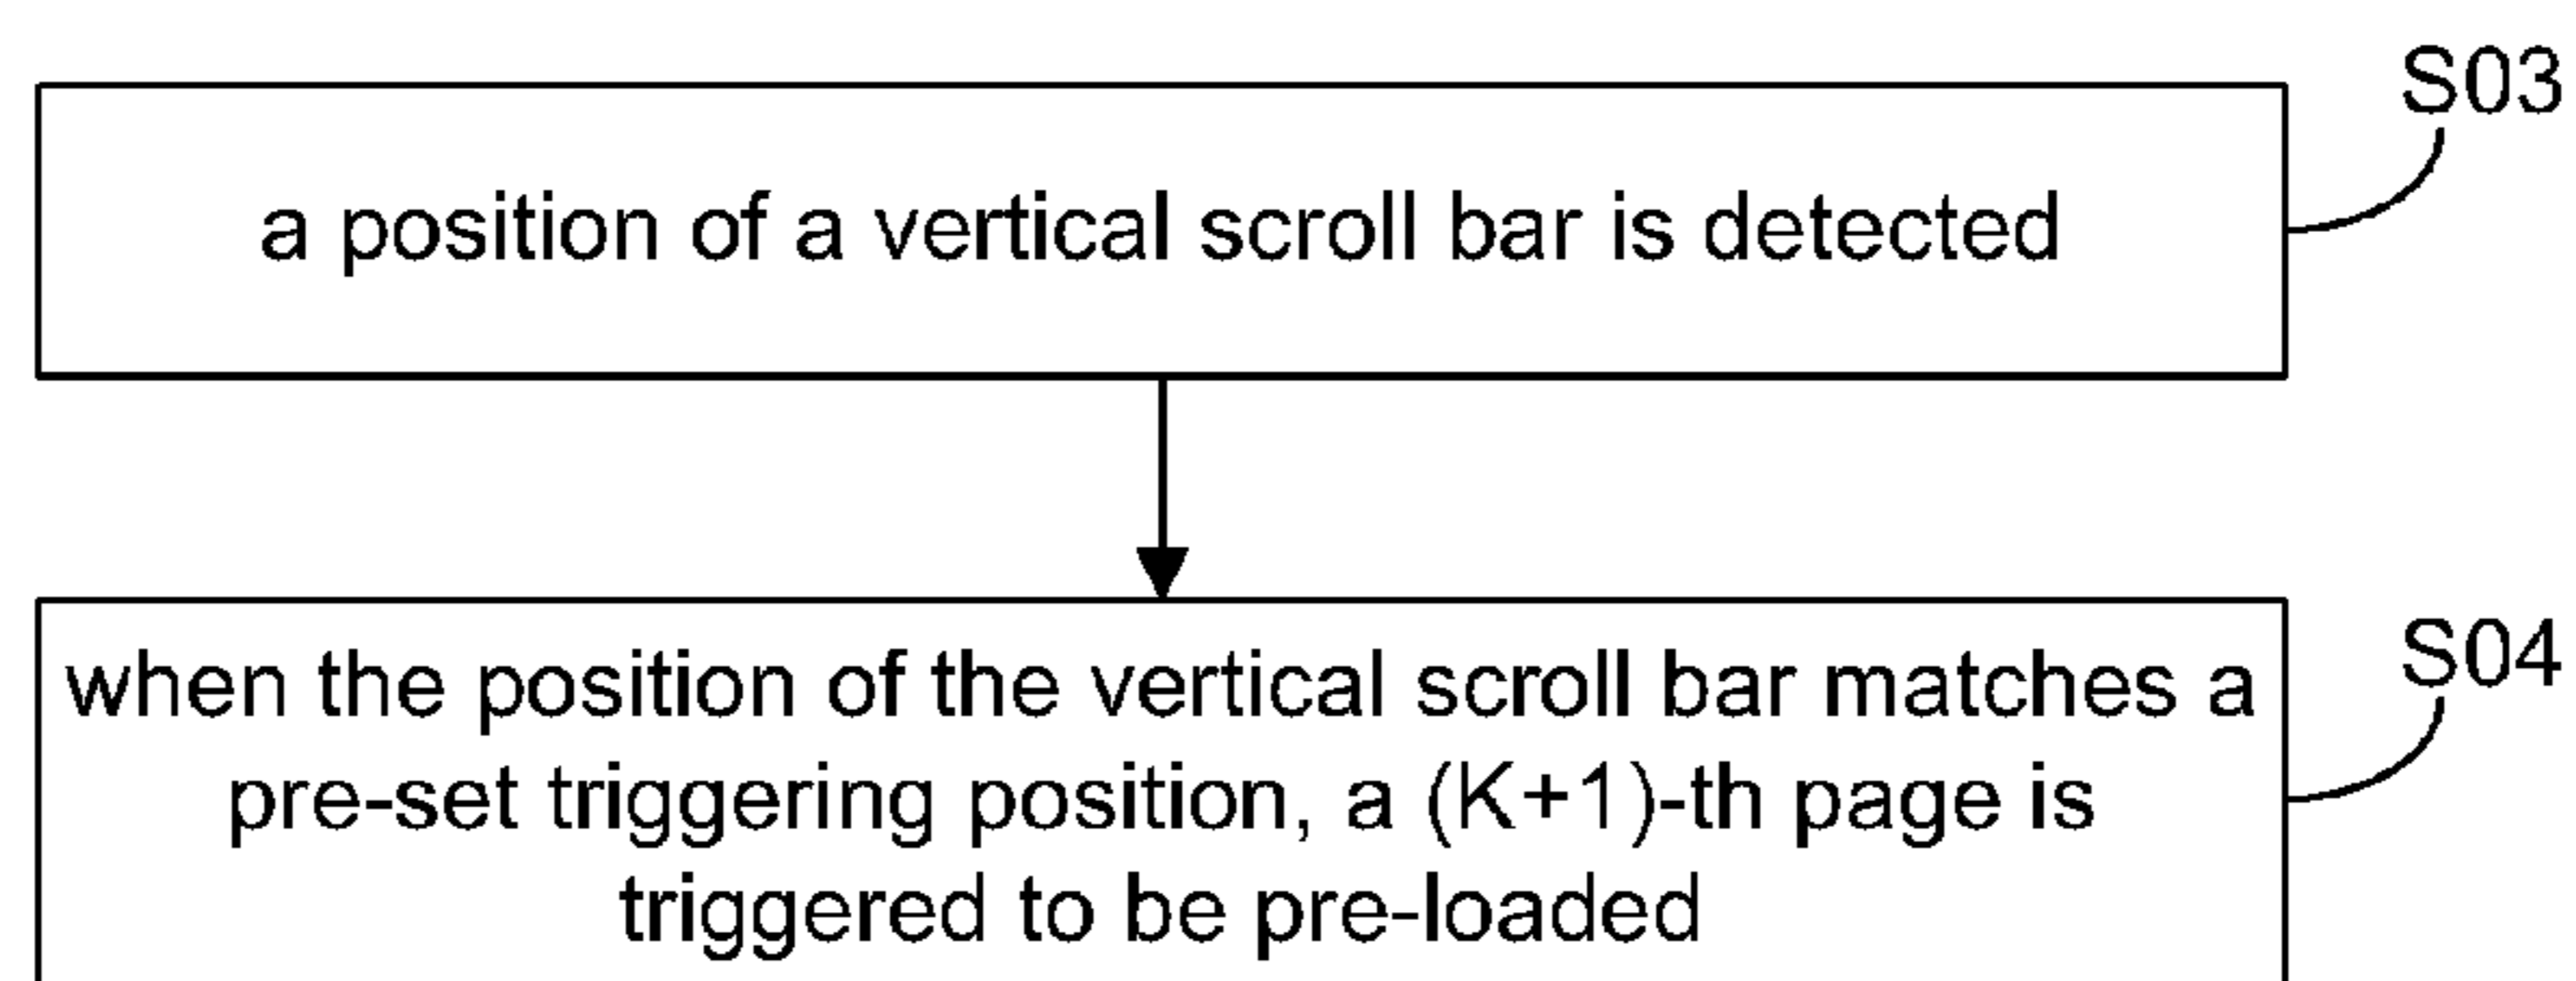 S03
a position of a vertical scroll bar is detected
S04
when the position of the vertical scroll bar matches a
pre-set triggering position, a (K+1)-th page is
triggered to be pre-loaded